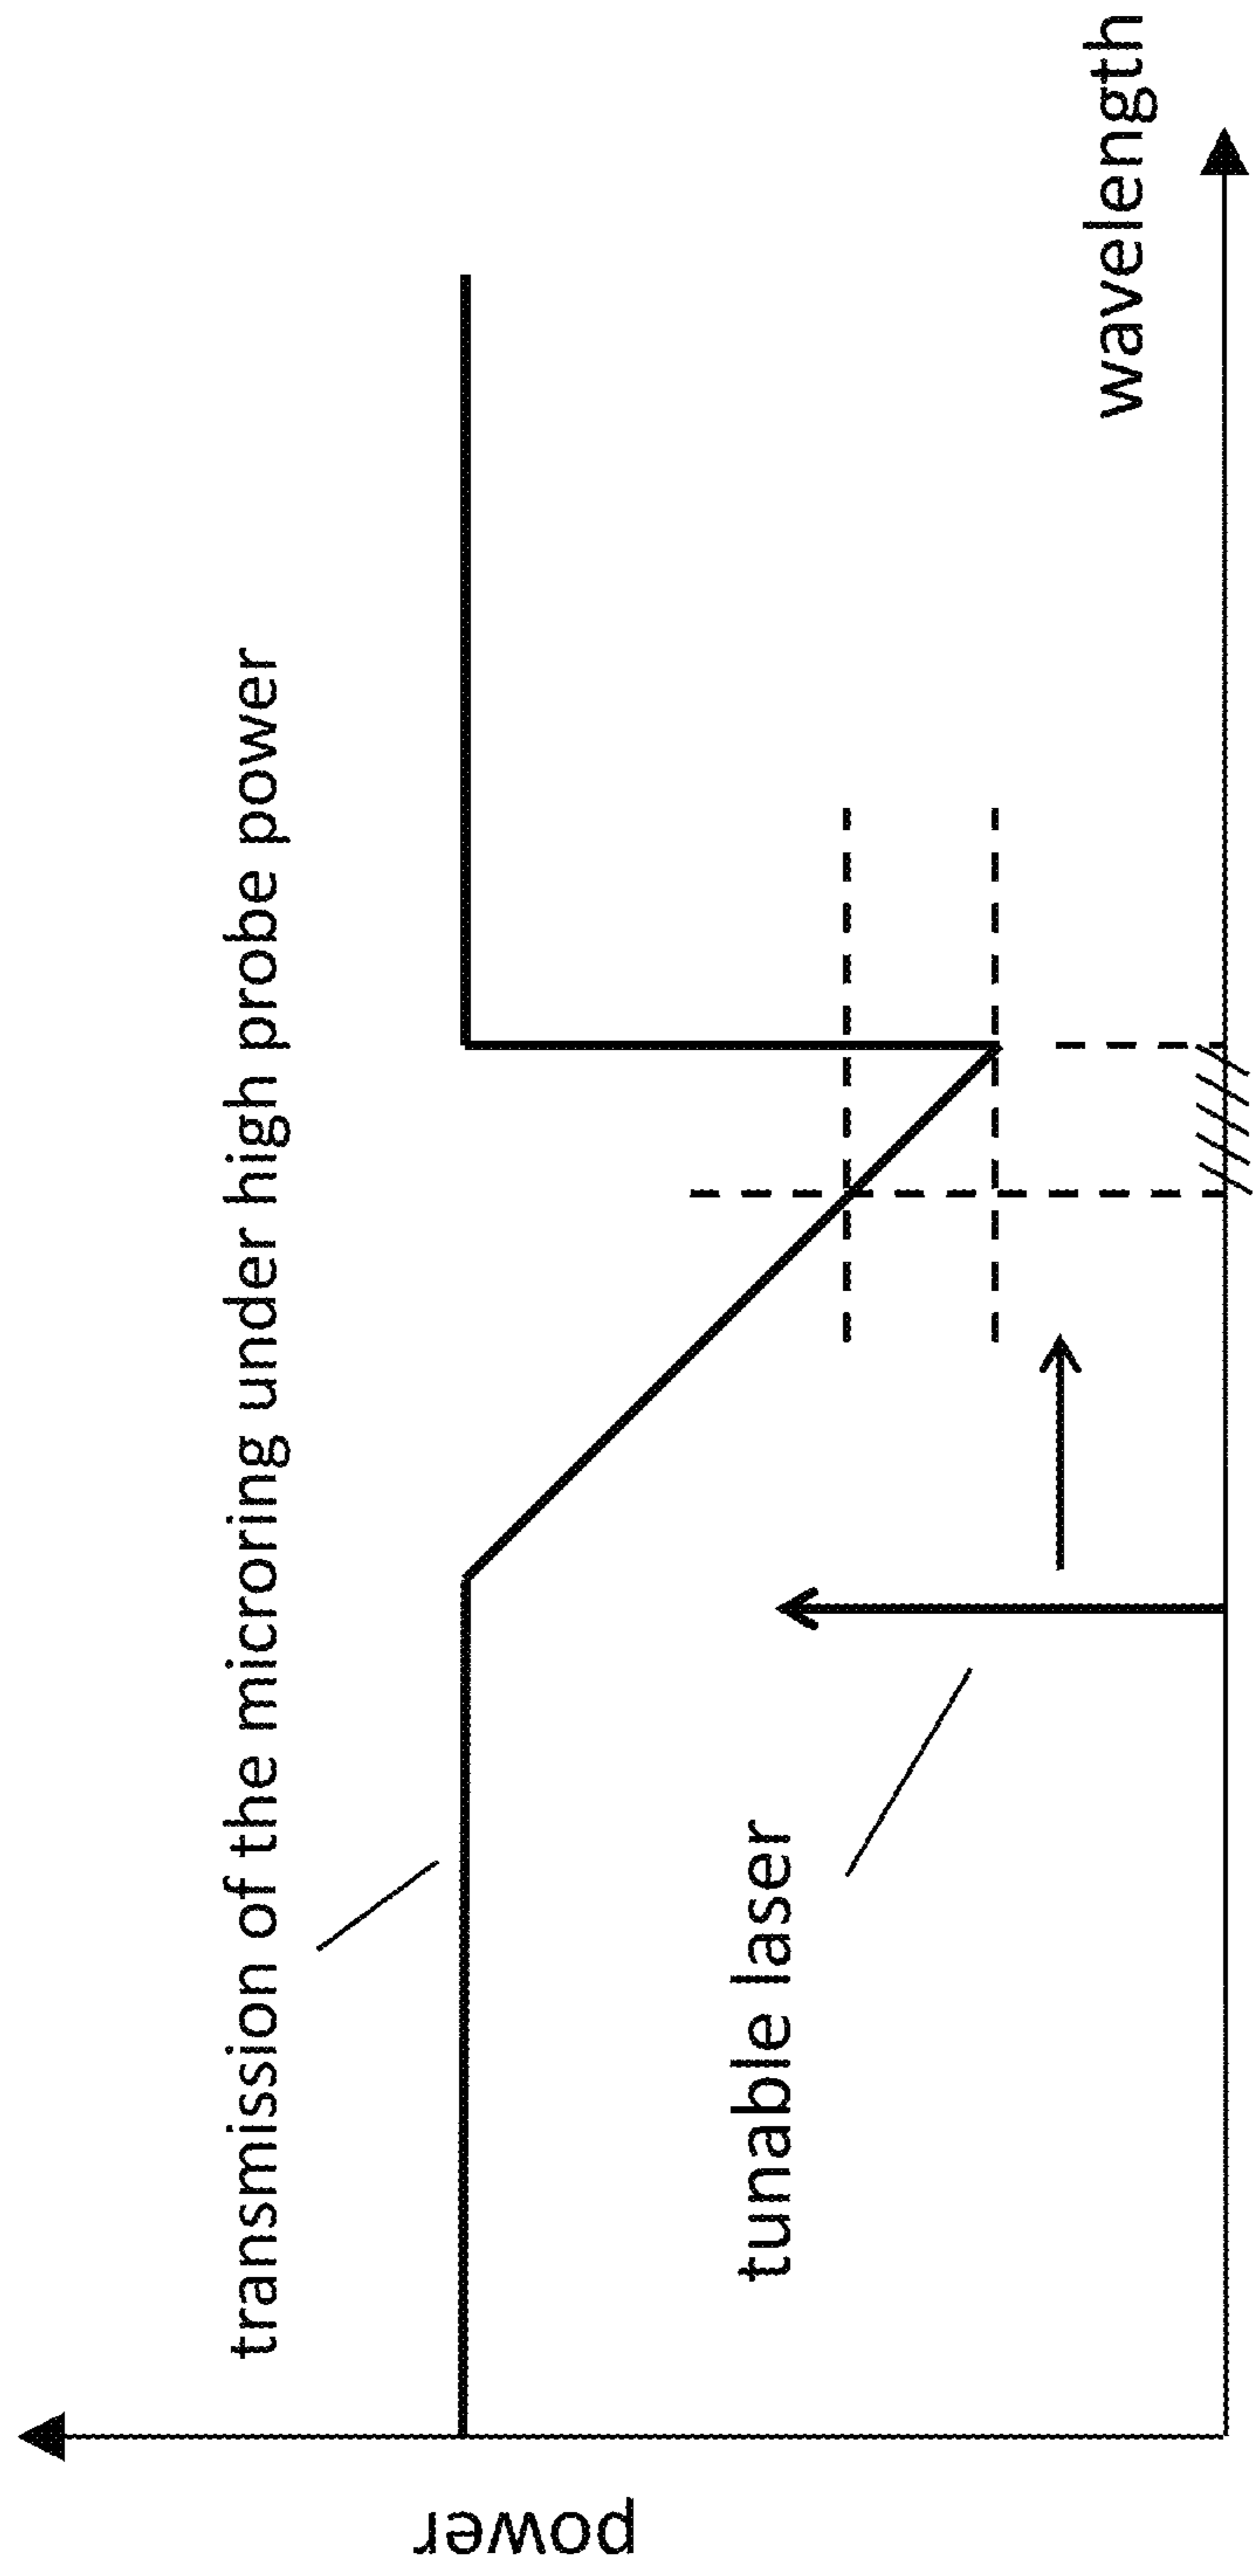 transmission of the microring under high probe power
tunable laser
wavelength
power